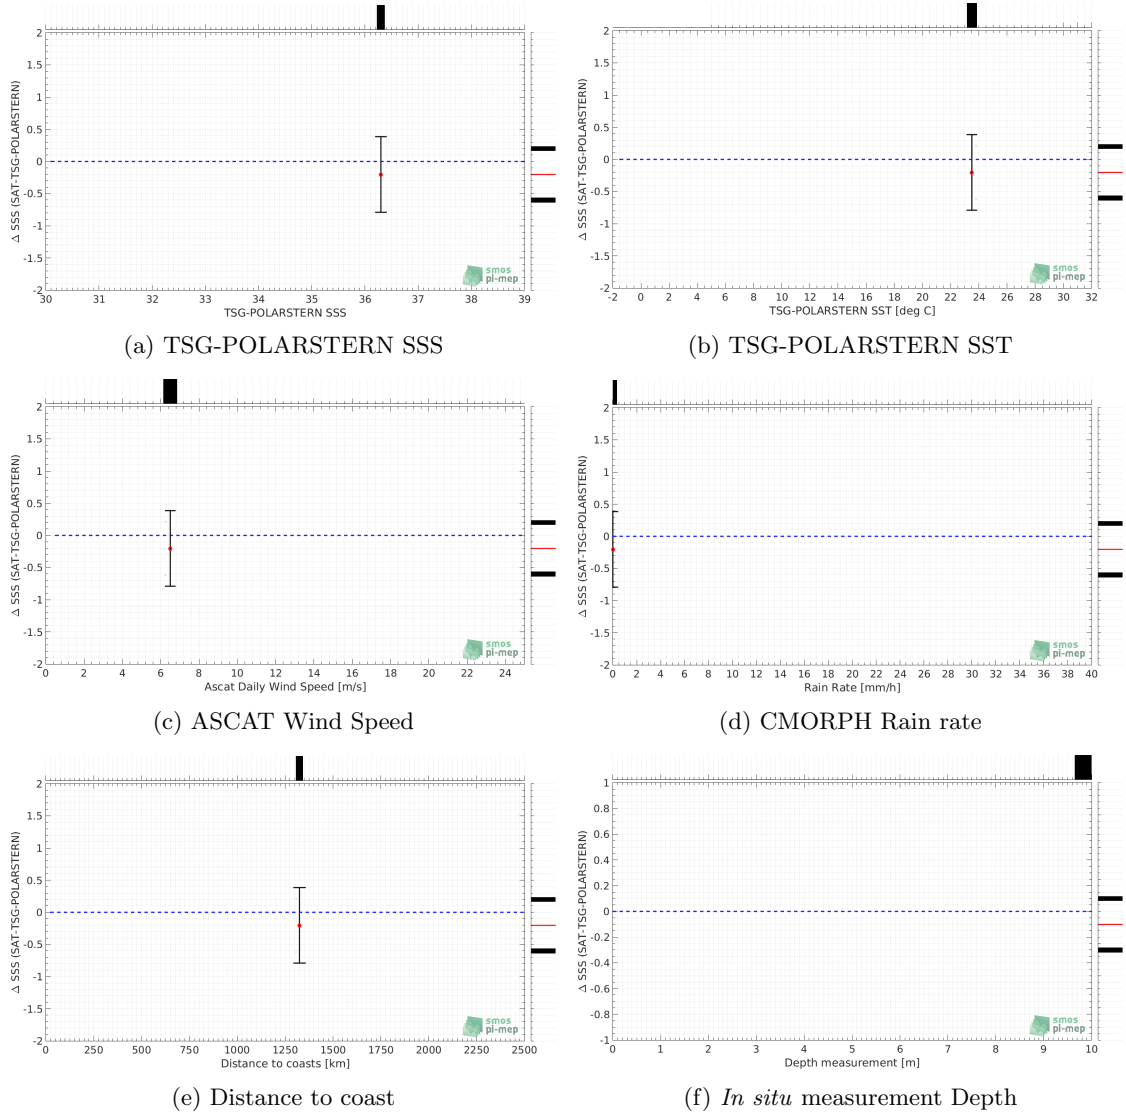 2
1.5
1
0.5
0
-0.5
-1
-1.5
-2
Δ SSS (SAT-TSG-POLARSTERN)
smos
pi-mep
30 31 32 33 34 35 36 37 38 39
TSG-POLARSTERN SSS
(a) TSG-POLARSTERN SSS
2
1.5
1
0.5
0
-0.5
-1
-1.5
-2
Δ SSS (SAT-TSG-POLARSTERN)
smos
pi-mep
-2 0 2 4 6 8 10 12 14 16 18 20 22 24 26 28 30 32
TSG-POLARSTERN SST [deg C]
(b) TSG-POLARSTERN SST
2
1.5
1
0.5
0
-0.5
-1
-1.5
-2
Δ SSS (SAT-TSG-POLARSTERN)
smos
pi-mep
0 2 4 6 8 10 12 14 16 18 20 22 24
Ascat Daily Wind Speed [m/s]
(c) ASCAT Wind Speed
2
1.5
1
0.5
0
-0.5
-1
-1.5
-2
Δ SSS (SAT-TSG-POLARSTERN)
smos
pi-mep
0 2 4 6 8 10 12 14 16 18 20 22 24 26 28 30 32 34 36 38 40
Rain Rate [mm/h]
(d) CMORPH Rain rate
2
1.5
1
0.5
0
-0.5
-1
-1.5
-2
Δ SSS (SAT-TSG-POLARSTERN)
smos
pi-mep
0 250 500 750 1000 1250 1500 1750 2000 2250 2500
Distance to coasts [km]
(e) Distance to coast
1
0.8
0.6
0.4
0.2
0
-0.2
-0.4
-0.6
-0.8
-1
Δ SSS (SAT-TSG-POLARSTERN)
smos
pi-mep
0 1 2 3 4 5 6 7 8 9 10
Depth measurement [m]
(f) In situ measurement Depth